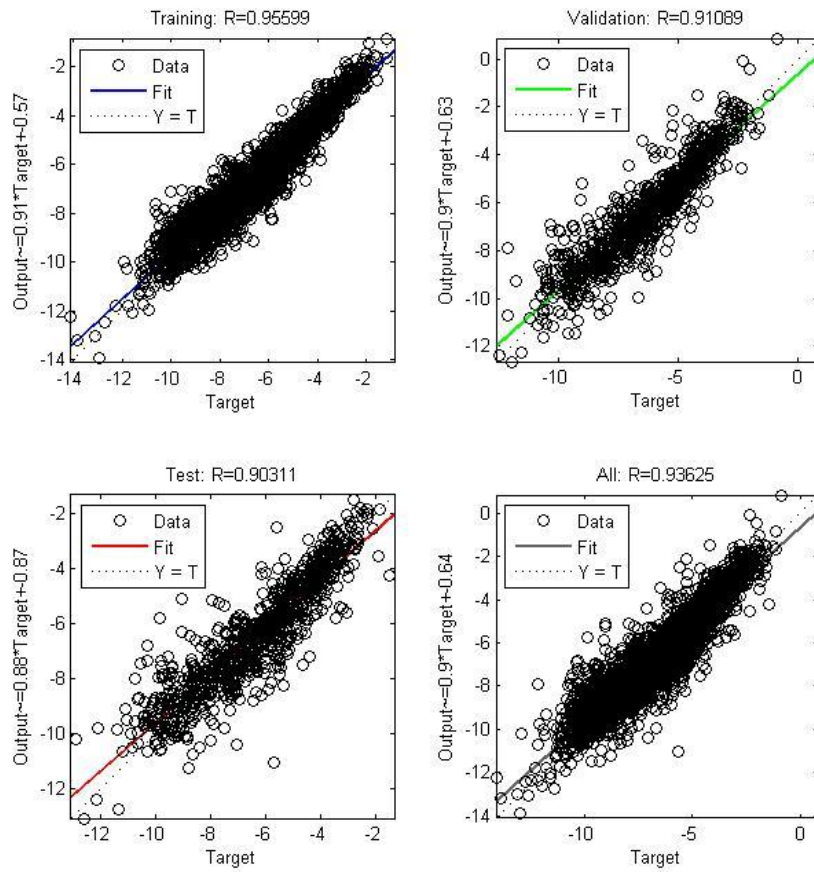 Training: R=0.95599
Data
Fit
Y = T
Output~=0.91*Target+-0.57
-2
-4
-6
-8
-10
-12
-14
-14 -12 -10 -8 -6 -4 -2
Target
Validation: R=0.91089
Data
Fit
Y = T
Output~=0.9*Target+-0.63
0
-2
-4
-6
-8
-10
-12
-10 -5 0
Target
Test: R=0.90311
Data
Fit
Y = T
Output~=0.88*Target+-0.87
-2
-4
-6
-8
-10
-12
-12 -10 -8 -6 -4 -2
Target
All: R=0.93625
Data
Fit
Y = T
Output~=0.9*Target+-0.64
0
-2
-4
-6
-8
-10
-12
-14
-10 -5 0
Target